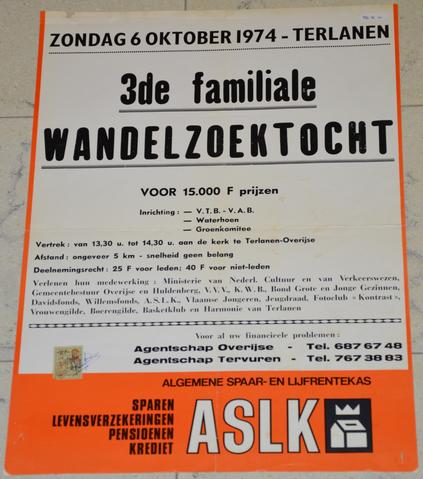 ZONDAG 6 OKTOBER 1974 - TERLANEN
3de familiale
WANDELZOEKTOCHT
VOOR 15.000 F prijzen
Inrichting : — V.T.B. - V.A.B.
— Waterhoen
— Groenkomitee
Vertrek : van 13,30 u. tot 14,30 u. aan de kerk te Terlanen-Overijse
Afstand : ongeveer 5 km - snelheid geen belang
Deelnemingsrecht : 25 F voor leden; 40 F voor niet-leden
Verlenen hun medewerking : Ministerie van Nederl. Cultuur en van Verkeerswezen,
Gemeentebestuur Overijse en Huldenberg, V.V.V., K.W.B., Bond Grote en Jonge Gezinnen,
Davidsfonds, Willemsfonds, A.S.L.K., Vlaamse Jongeren, Jeugdraad, Fotoclub « Kontrast »,
Vrouwengilde, Boerengilde, Basketklub en Harmonie van Terlanen
Voor al uw financieele problemen :
Agentschap Overijse - Tel. 687 67 48
Agentschap Tervuren - Tel. 767 38 83
ALGEMENE SPAAR- EN LIJFRENTEKAS
SPAREN
LEVENSVERZEKERINGEN
PENSIOENEN
KREDIET
ASLK